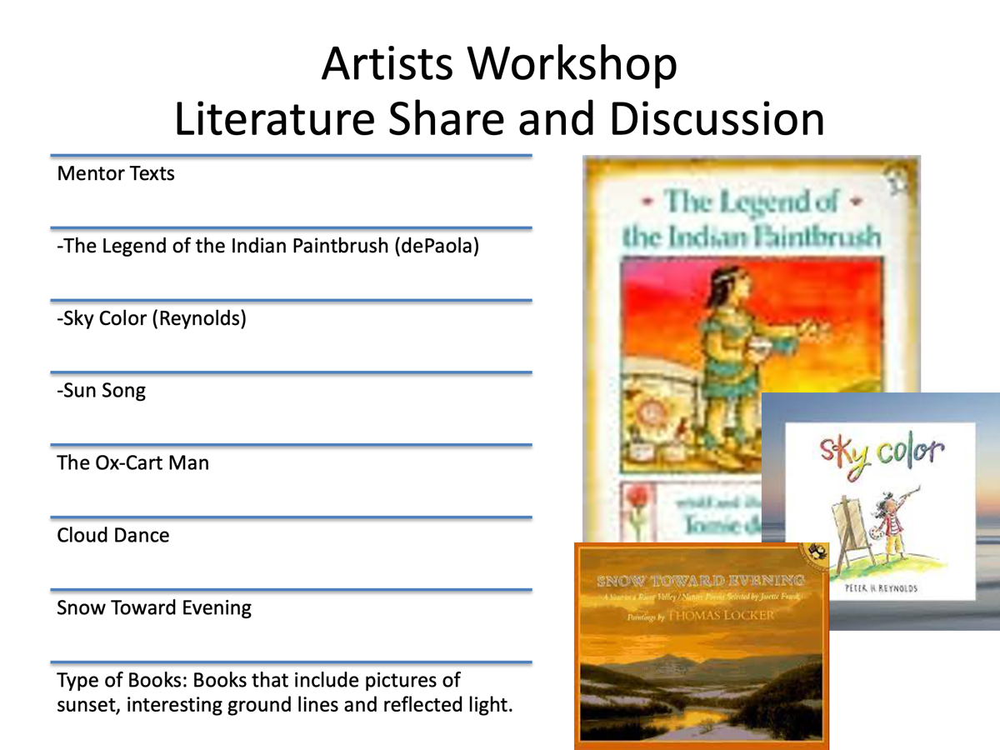 Artists Workshop
Literature Share and Discussion
Mentor Texts
-The Legend of the Indian Paintbrush (dePaola)
-Sky Color (Reynolds)
-Sun Song
The Ox-Cart Man
Cloud Dance
Snow Toward Evening
Type of Books: Books that include pictures of
sunset, interesting ground lines and reflected light.
The Legend of
the Indian Paintbrush
retold and
Tomie de
sky color
PETER H REYNOLDS
SNOW TOWARD EVENING
A Year in a River Valley / Nature Poems Selected by Josette Frank
Paintings by THOMAS LOCKER